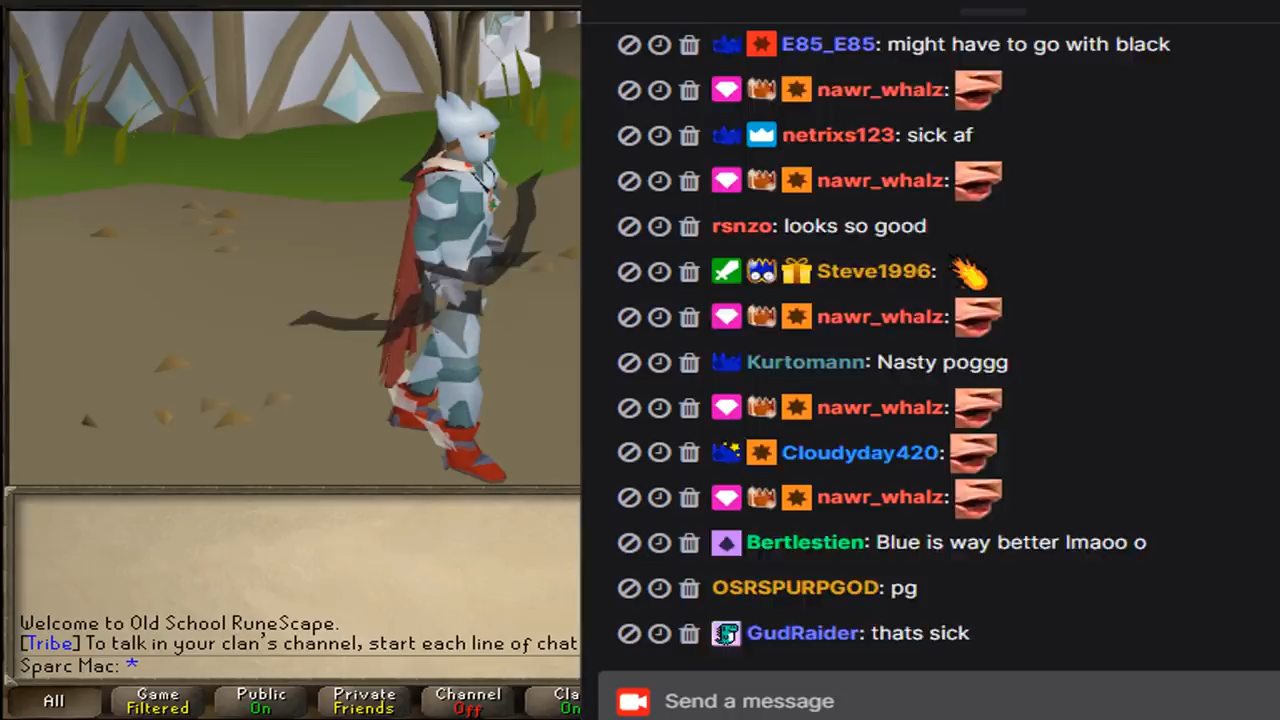 E85_E85: might have to go with black
nawr_whalz:
netrixs123: sick af
nawr_whalz:
rsnzo: looks so good
Steve1996:
nawr_whalz:
Kurtomann: Nasty poggg
nawr_whalz:
Cloudyday420:
nawr_whalz:
Bertlestien: Blue is way better lmaoo o
OSRSPURPGOD: pg
GudRaider: thats sick
Send a message
Welcome to Old School RuneScape.
[Tribe] To talk in your clan's channel, start each line of chat
Sparc Mac: *
All
Game
Filtered
Public
On
Private
Friends
Channel
Off
Cla
On